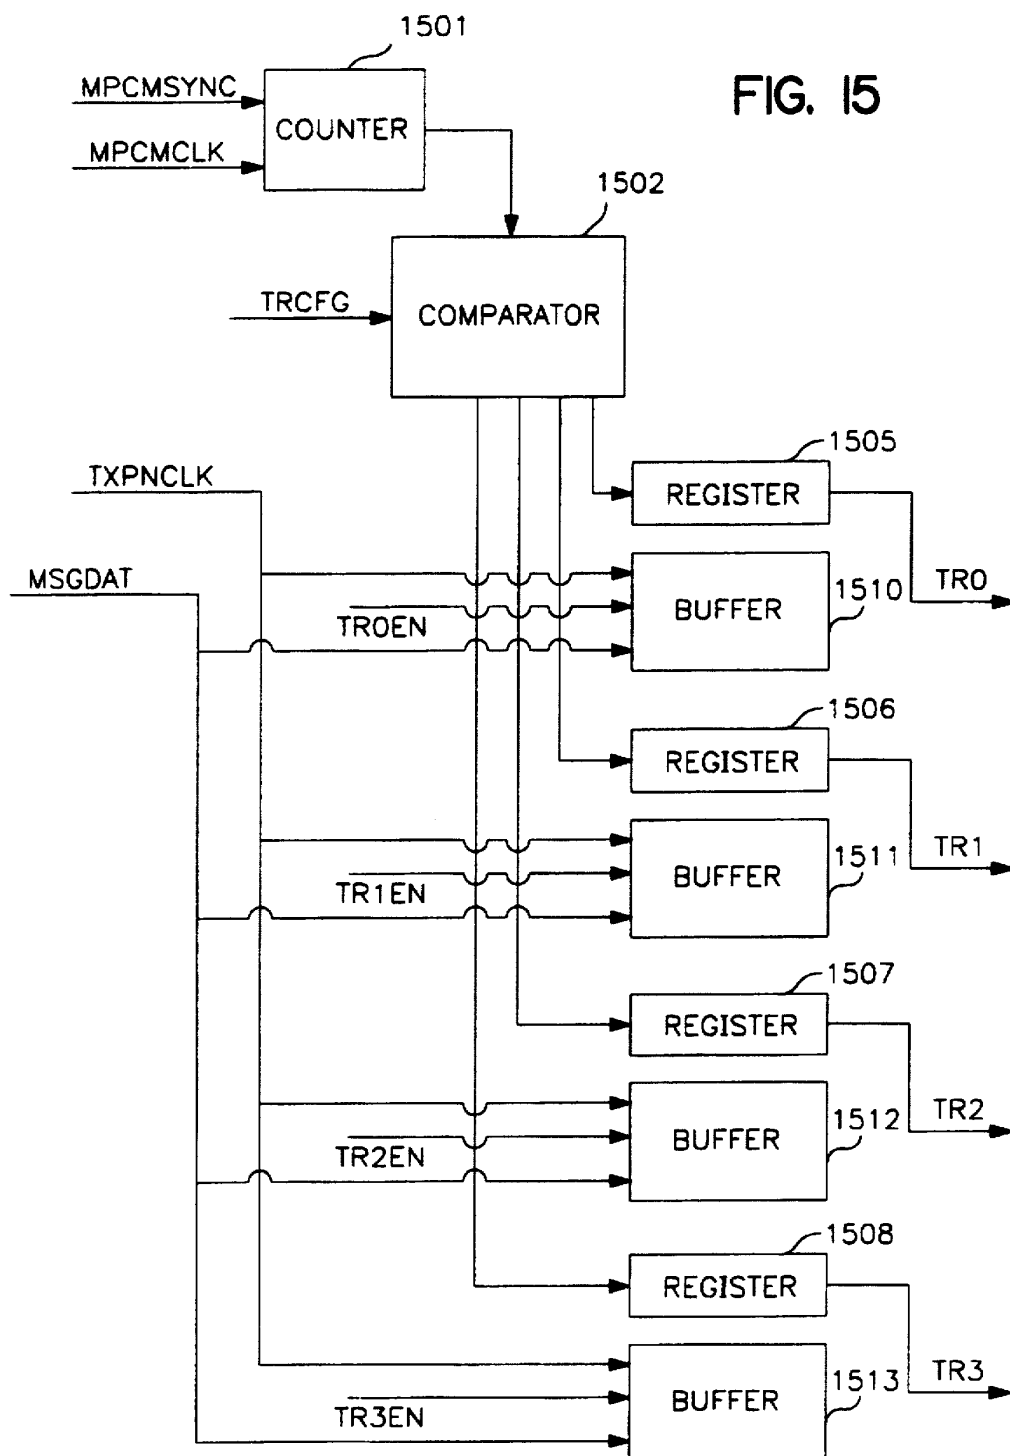 1501
MPCMSYNC
FIG. 15
COUNTER
MPCMCLK
1502
TRCFG
COMPARATOR
1505
TXPNCLK
REGISTER
MSGDAT
TR0
1510
BUFFER
TR0EN
1506
REGISTER
TR1
1511
BUFFER
TR1EN
1507
REGISTER
TR2
1512
BUFFER
TR2EN
1508
REGISTER
TR3
1513
BUFFER
TR3EN